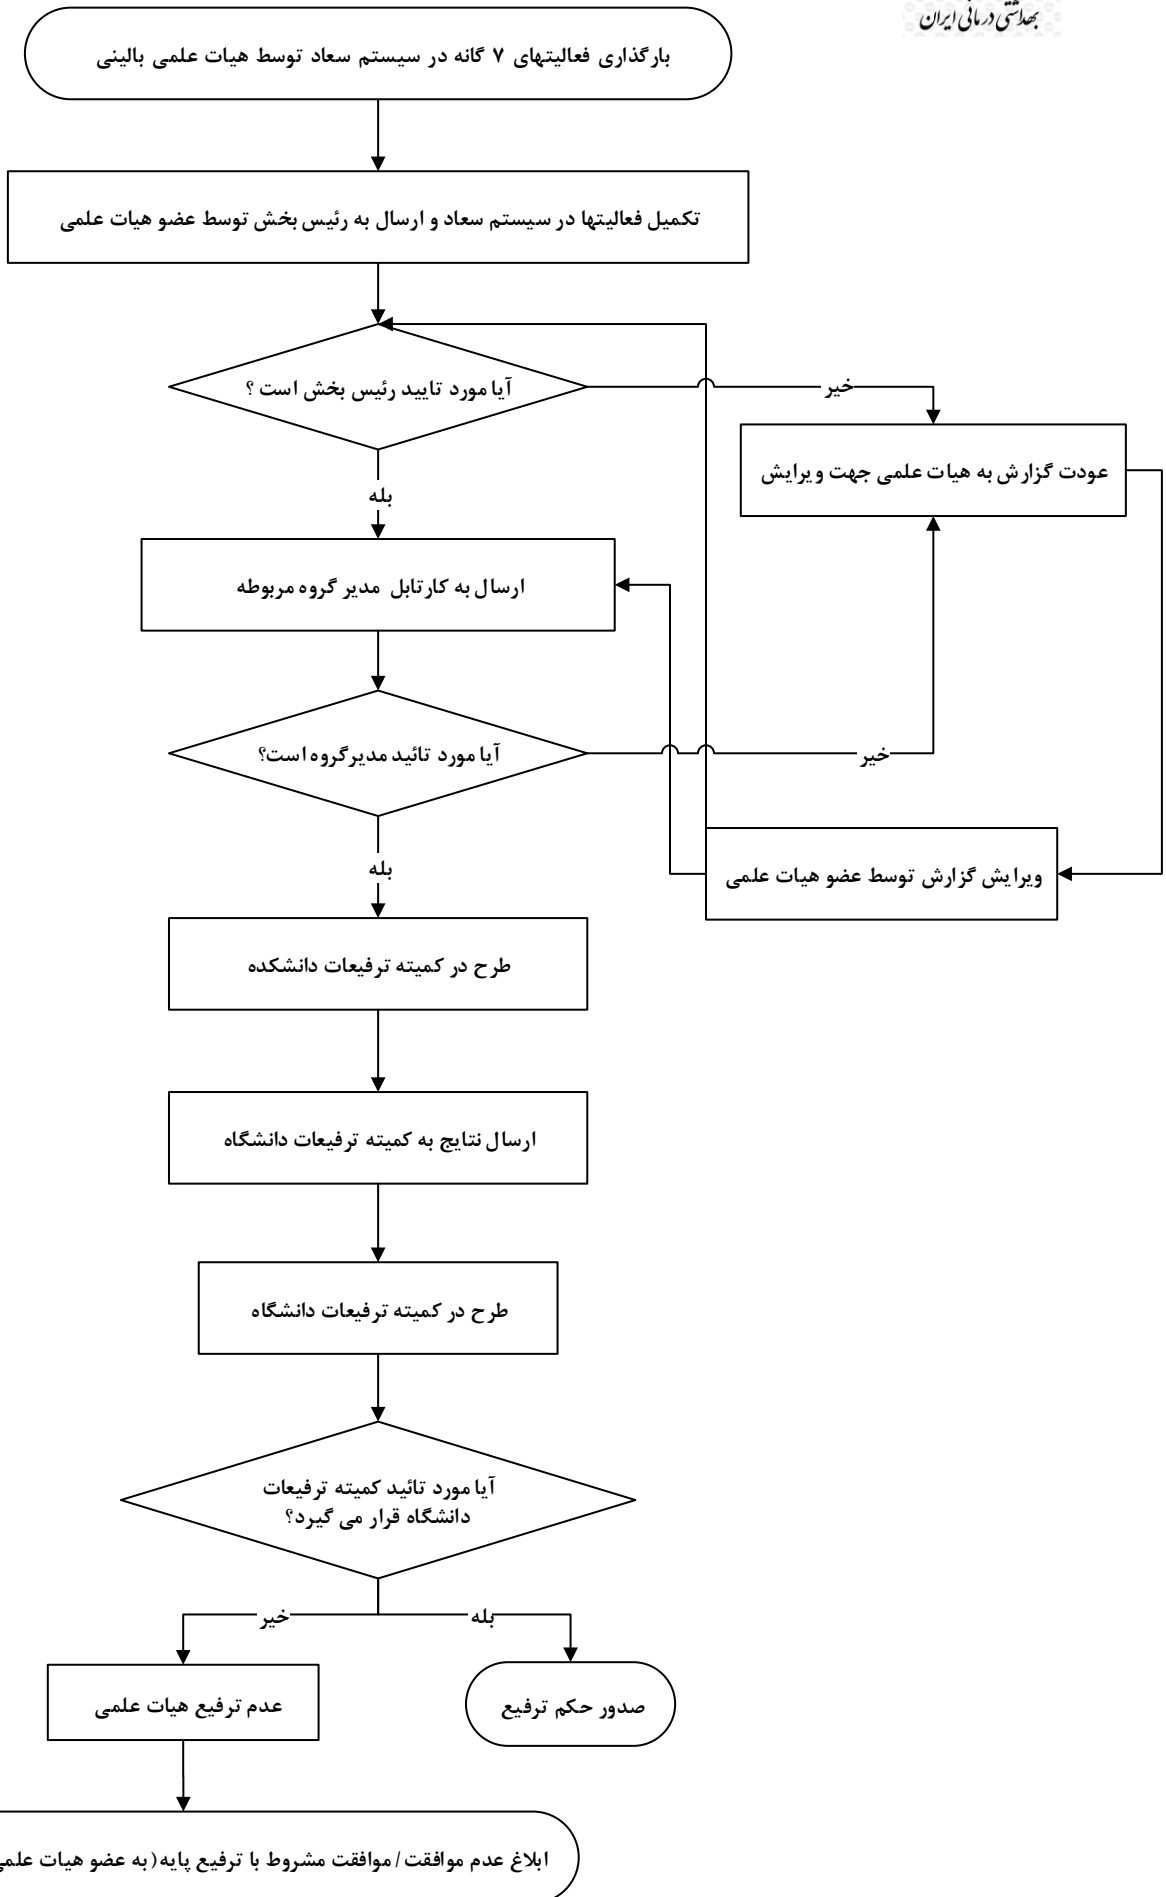 بهداشتی درمانی ایران
بارگذاری فعالیتهای ۷ گانه در سیستم سعاد توسط هیات علمی بالینی
تکمیل فعالیتها در سیستم سعاد و ارسال به رئیس بخش توسط عضو هیات علمی
آیا مورد تایید رئیس بخش است ؟
خیر
عودت گزارش به هیات علمی جهت ویرایش
بله
ارسال به کارتابل مدیر گروه مربوطه
آیا مورد تائید مدیرگروه است؟
خیر
ویرایش گزارش توسط عضو هیات علمی
بله
طرح در کمیته ترفیعات دانشکده
ارسال نتایج به کمیته ترفیعات دانشگاه
طرح در کمیته ترفیعات دانشگاه
آیا مورد تائید کمیته ترفیعات
دانشگاه قرار می گیرد؟
بله
خیر
صدور حکم ترفیع
عدم ترفیع هیات علمی
ابلاغ عدم موافقت / موافقت مشروط با ترفیع پایه( به عضو هیات علمی